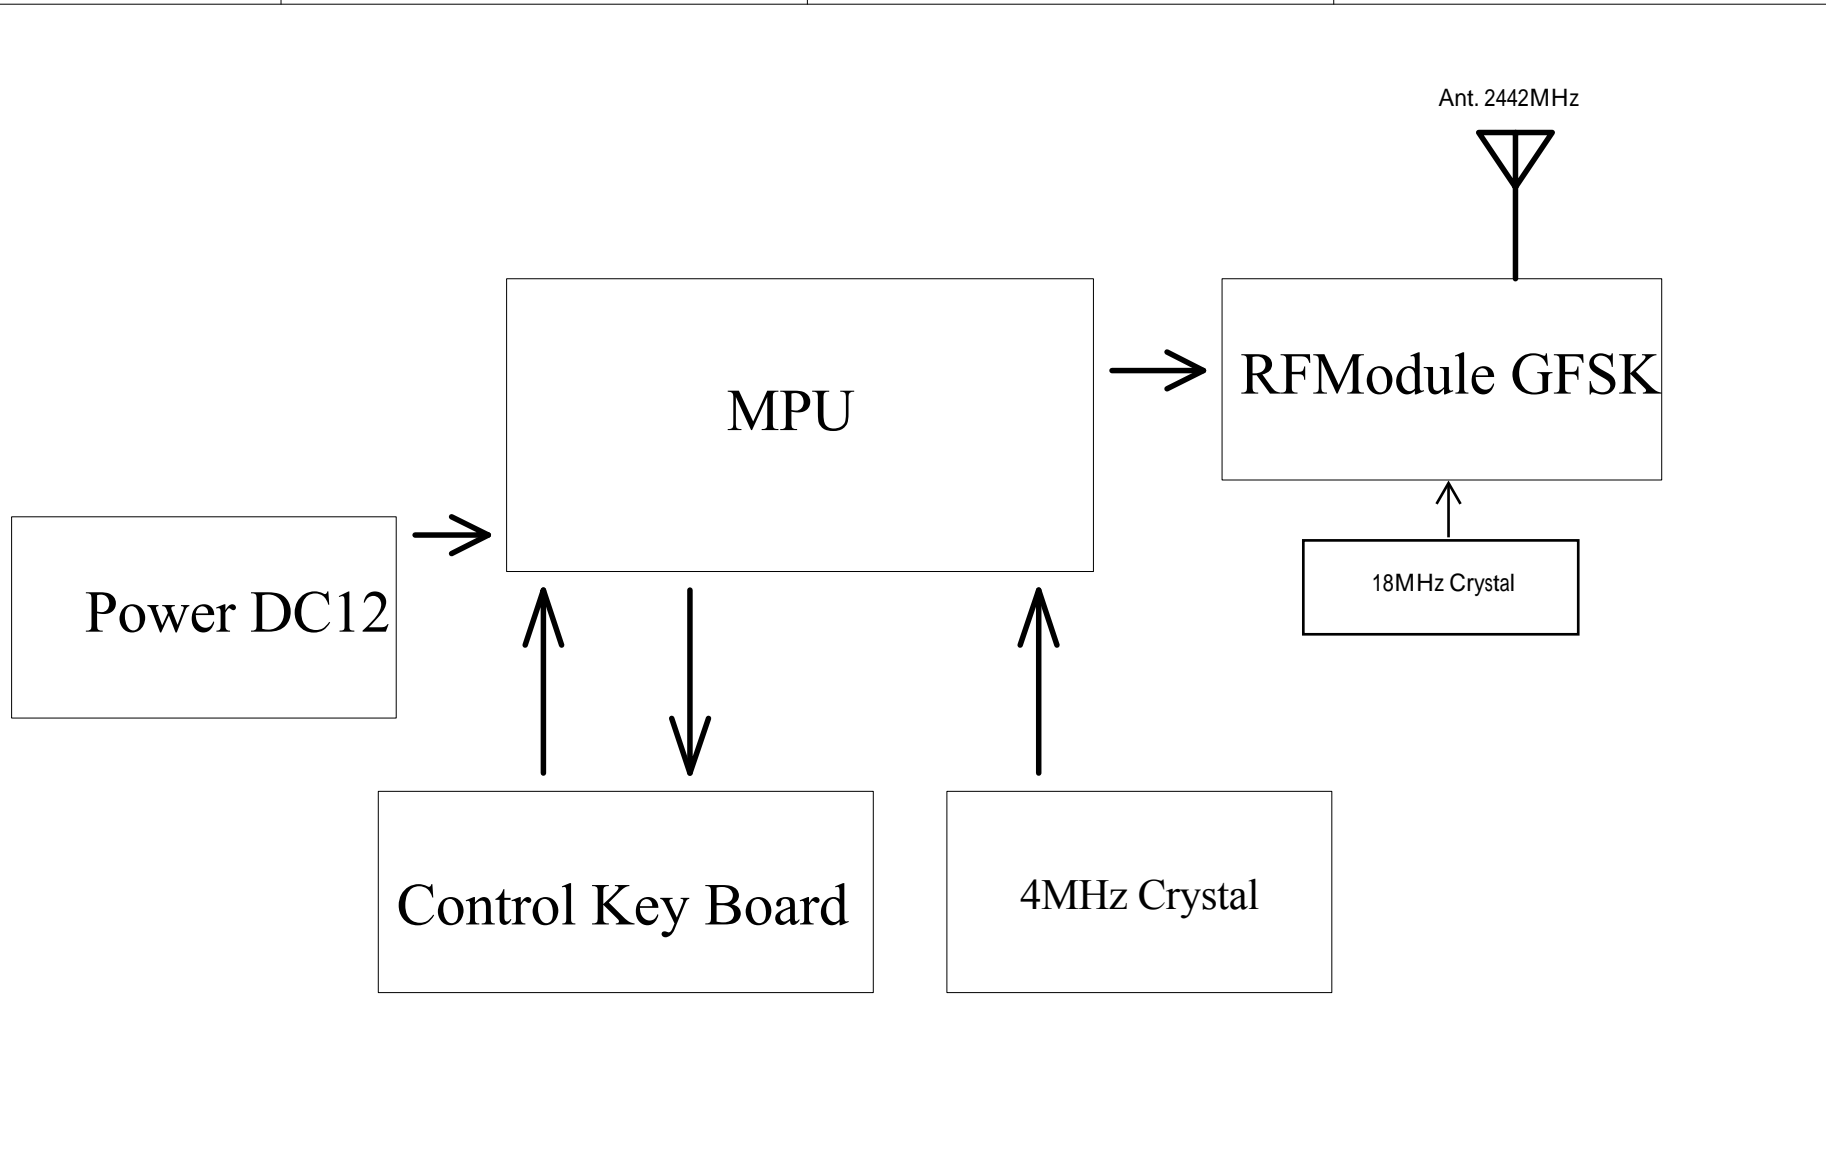 Ant. 2442MHz
RFModule GFSK
MPU
18MHz Crystal
Power DC12
Control Key Board
4MHz Crystal